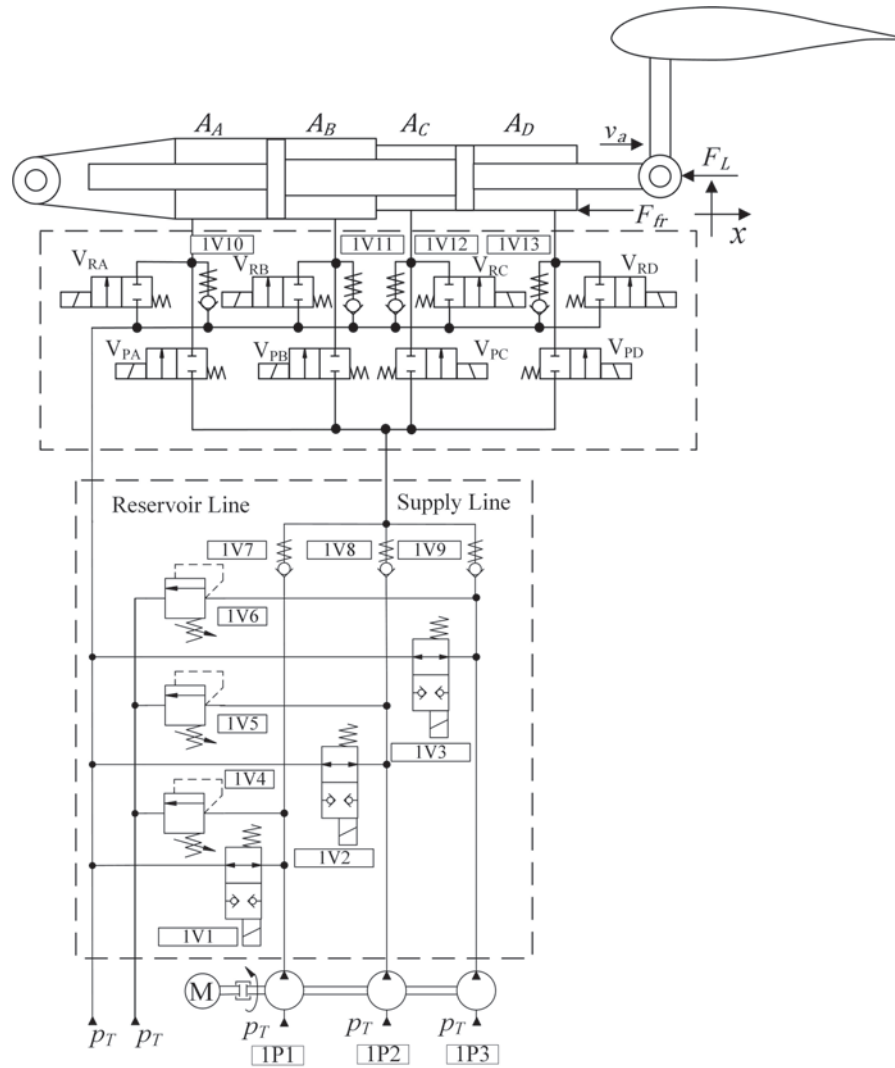 A_A A_B A_C A_D
v_a
F_L
F_fr
x
1V10 1V11 1V12 1V13
V_RA V_RB V_RC V_RD
V_PA V_PB V_PC V_PD
Reservoir Line Supply Line
1V7 1V8 1V9
1V6
1V5
1V3
1V4
1V2
1V1
M
p_T p_T p_T p_T p_T
1P1 1P2 1P3